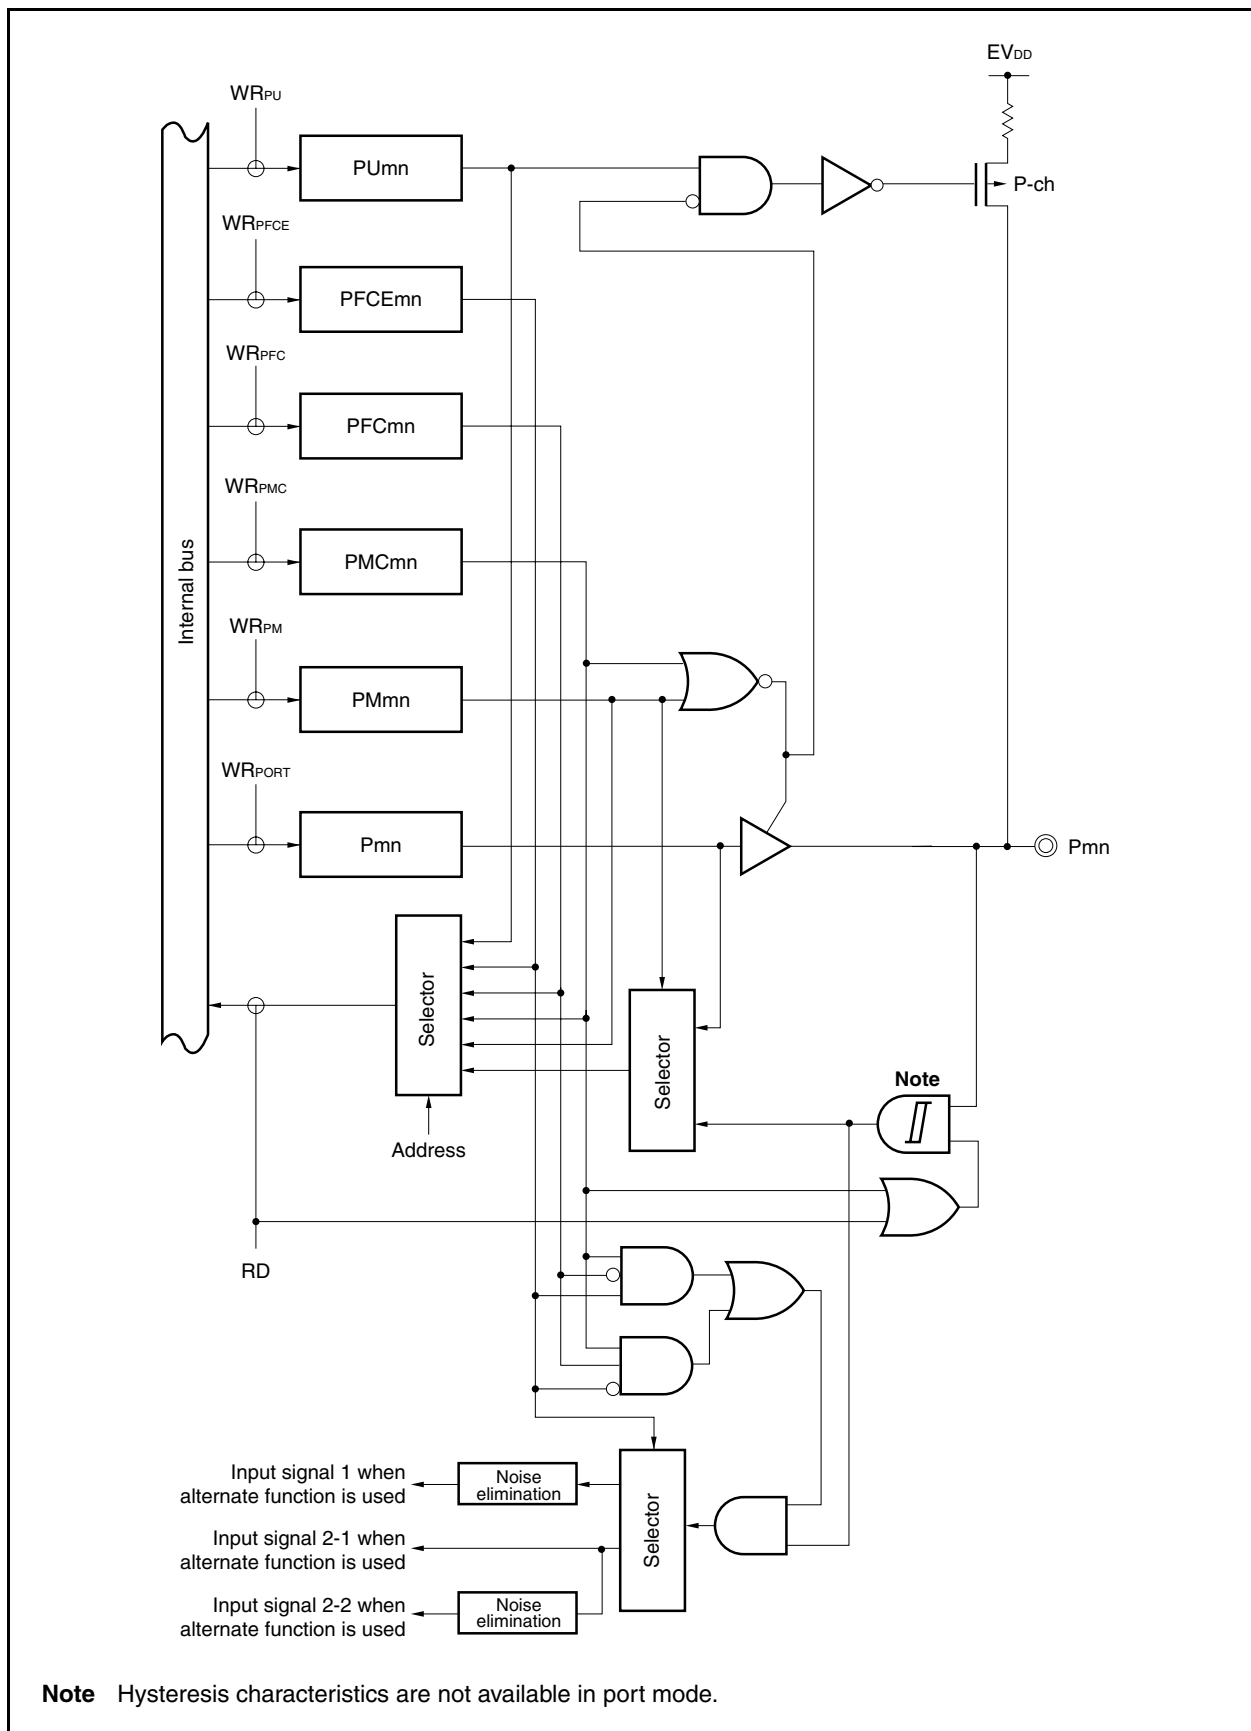 EVDD
WRPU
PUmn
P-ch
WRPFCE
PFCEmn
WRPFC
PFCmn
WRPMC
PMCmn
Internal bus
WRPM
PMmn
WRPORT
Pmn
Pmn
Selector
Selector
Note
Address
RD
Input signal 1 when
alternate function is used
Noise
elimination
Selector
Input signal 2-1 when
alternate function is used
Input signal 2-2 when
alternate function is used
Noise
elimination
Note Hysteresis characteristics are not available in port mode.